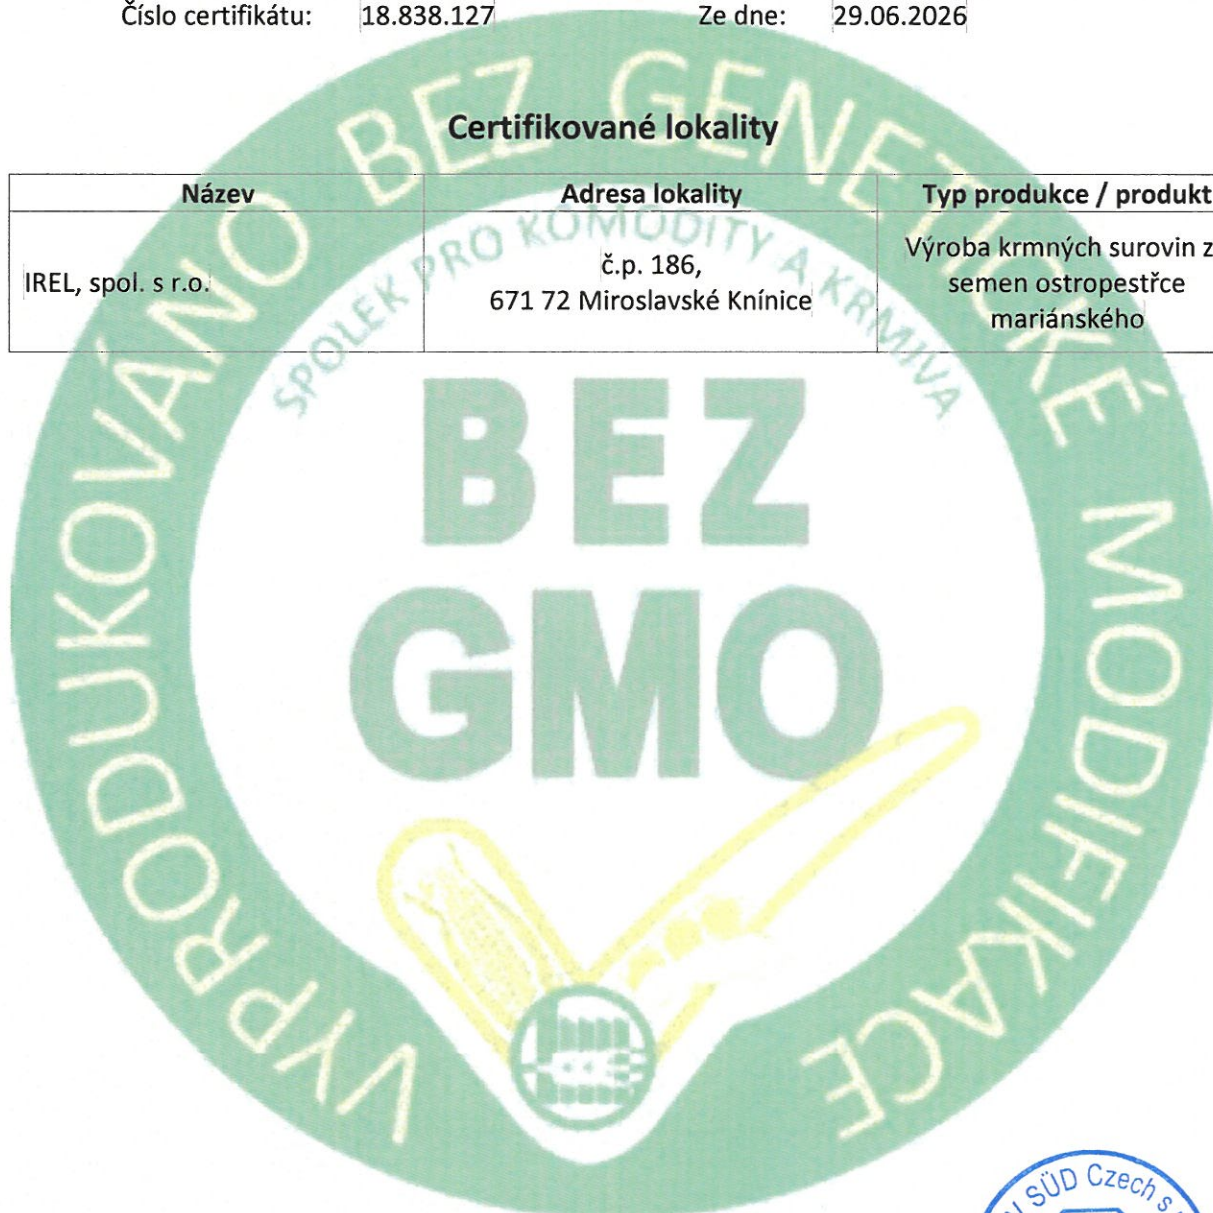 Číslo certifikátu: 18.838.127 Ze dne: 29.06.2026
Certifikované lokality
Název Adresa lokality Typ produkce / produkt
IREL, spol. s r.o.
č.p. 186,
671 72 Miroslavské Knínice
Výroba krmných surovin z
semen ostropestřce
mariánského
VYPRODUKOVÁNO BEZ GENETICKÉ MODIFIKACE
SPOLEK PRO KOMODITY A KRMIVA
BEZ
GMO
SÜD Czech s